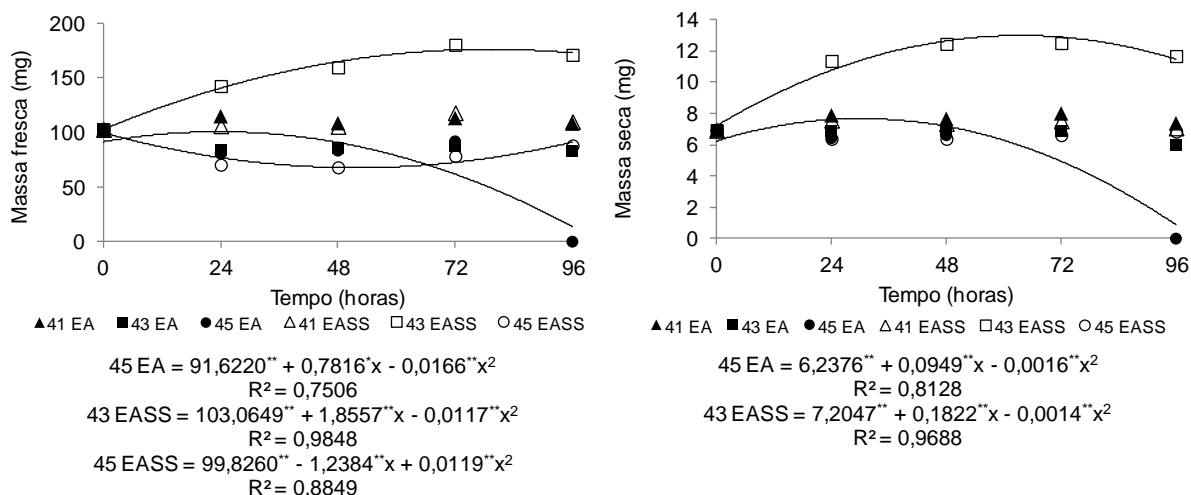 200
150
100
50
0
Massa fresca (mg)
0 24 48 72 96
Tempo (horas)
▲41 EA ■43 EA ●45 EA △41 EASS □43 EASS ○45 EASS
45 EA = 91,6220** + 0,7816*x - 0,0166**x²
R² = 0,7506
43 EASS = 103,0649** + 1,8557**x - 0,0117**x²
R² = 0,9848
45 EASS = 99,8260** - 1,2384**x + 0,0119**x²
R² = 0,8849
14
12
10
8
6
4
2
0
Massa seca (mg)
0 24 48 72 96
Tempo (horas)
▲41 EA ■43 EA ●45 EA △41 EASS □43 EASS ○45 EASS
45 EA = 6,2376** + 0,0949**x - 0,0016**x²
R² = 0,8128
43 EASS = 7,2047** + 0,1822**x - 0,0014**x²
R² = 0,9688